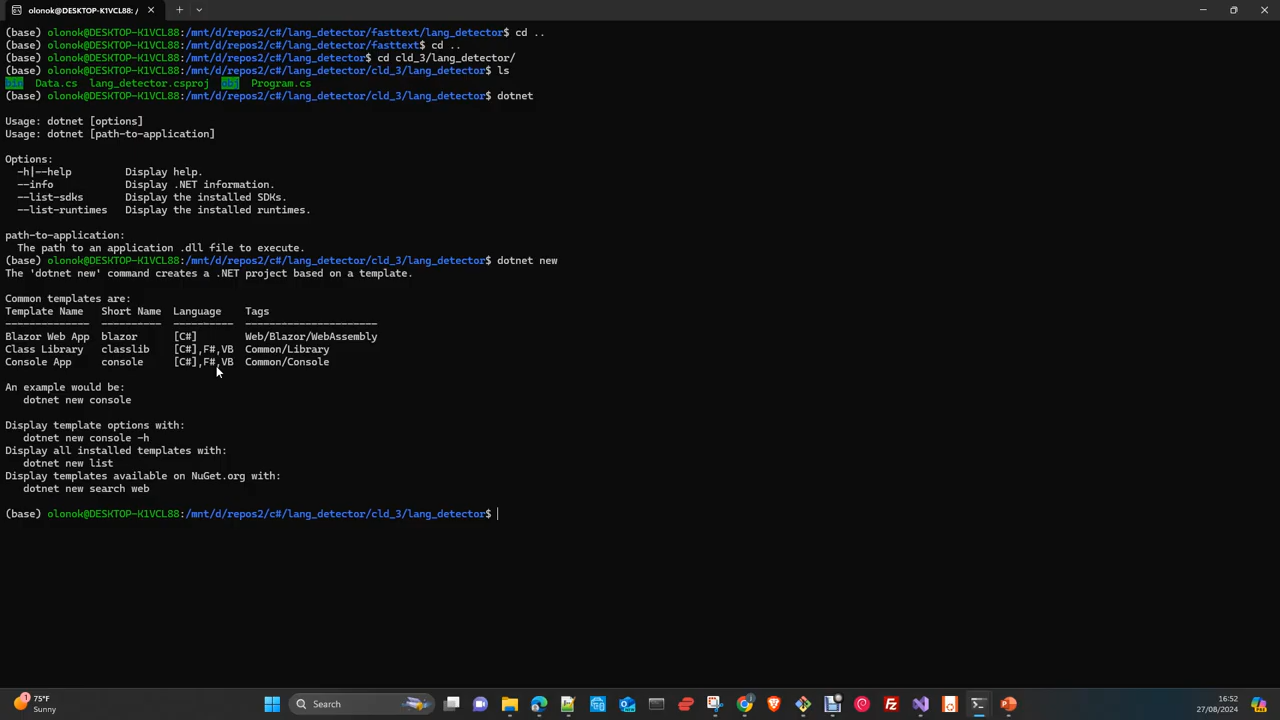 olonok@DESKTOP-K1VCL88: /
(base) olonok@DESKTOP-K1VCL88:/mnt/d/repos2/c#/lang_detector/fasttext/lang_detector$ cd ..
(base) olonok@DESKTOP-K1VCL88:/mnt/d/repos2/c#/lang_detector/fasttext$ cd ..
(base) olonok@DESKTOP-K1VCL88:/mnt/d/repos2/c#/lang_detector$ cd cld_3/lang_detector/
(base) olonok@DESKTOP-K1VCL88:/mnt/d/repos2/c#/lang_detector/cld_3/lang_detector$ ls
bin  Data.cs  lang_detector.csproj  obj  Program.cs
(base) olonok@DESKTOP-K1VCL88:/mnt/d/repos2/c#/lang_detector/cld_3/lang_detector$ dotnet
Usage: dotnet [options]
Usage: dotnet [path-to-application]
Options:
-h|--help         Display help.
--info            Display .NET information.
--list-sdks       Display the installed SDKs.
--list-runtimes   Display the installed runtimes.
path-to-application:
The path to an application .dll file to execute.
(base) olonok@DESKTOP-K1VCL88:/mnt/d/repos2/c#/lang_detector/cld_3/lang_detector$ dotnet new
The 'dotnet new' command creates a .NET project based on a template.
Common templates are:
Template Name   Short Name  Language    Tags
--------------  ----------  ----------  ----------------------
Blazor Web App  blazor      [C#]        Web/Blazor/WebAssembly
Class Library   classlib    [C#],F#,VB  Common/Library
Console App     console     [C#],F#,VB  Common/Console
An example would be:
dotnet new console
Display template options with:
dotnet new console -h
Display all installed templates with:
dotnet new list
Display templates available on NuGet.org with:
dotnet new search web
(base) olonok@DESKTOP-K1VCL88:/mnt/d/repos2/c#/lang_detector/cld_3/lang_detector$
75°F
Sunny
Search
16:52
27/08/2024